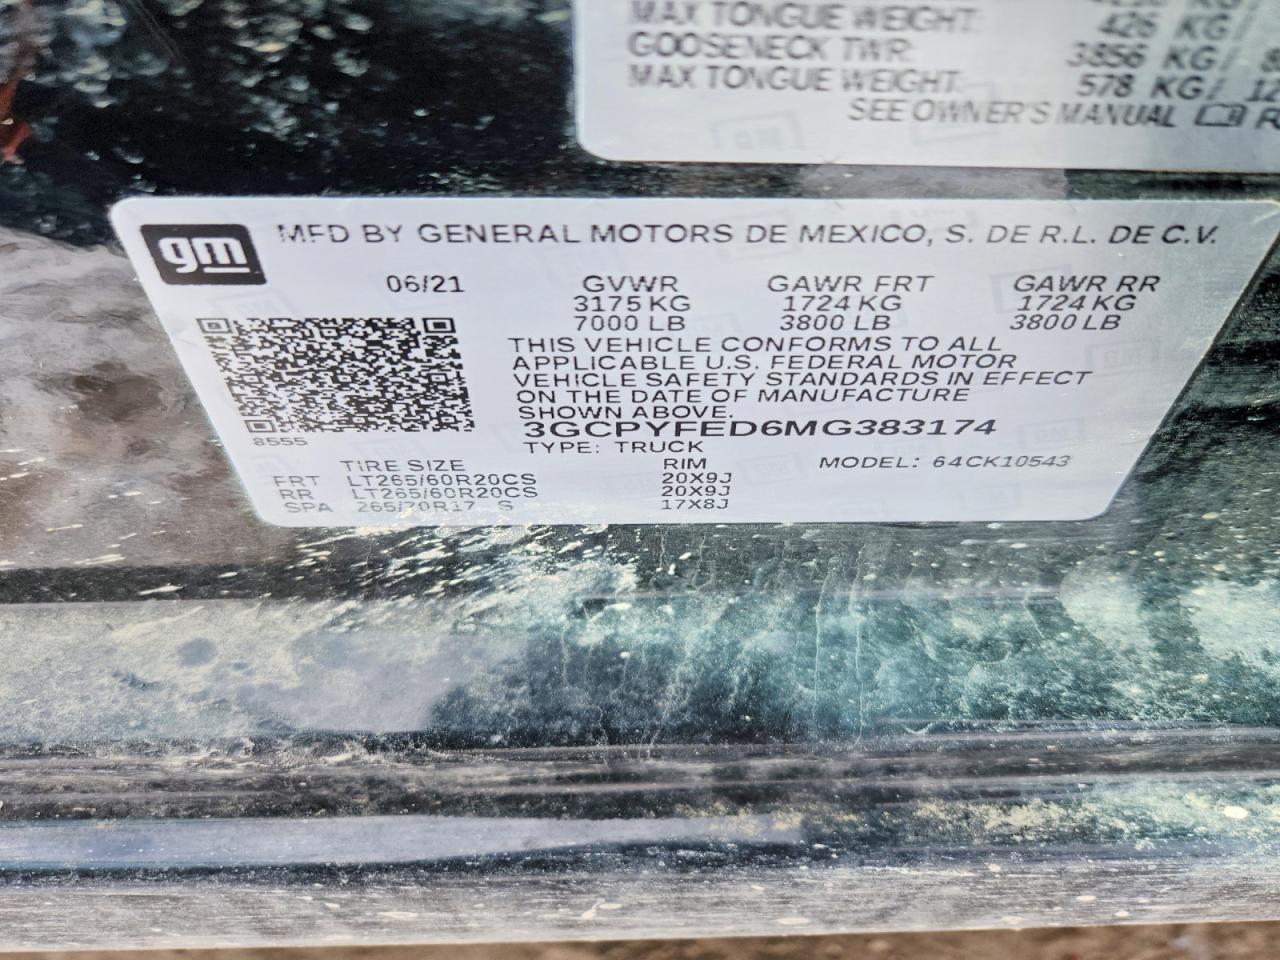 MAX TONGUE WEIGHT: 426 KG/
GOOSENECK TWR: 3856 KG/
MAX TONGUE WEIGHT: 578 KG/ 12
SEE OWNER'S MANUAL
gm
MFD BY GENERAL MOTORS DE MEXICO, S. DE R.L. DE C.V.
06/21 GVWR GAWR FRT GAWR RR
3175 KG 1724 KG 1724 KG
7000 LB 3800 LB 3800 LB
THIS VEHICLE CONFORMS TO ALL
APPLICABLE U.S. FEDERAL MOTOR
VEHICLE SAFETY STANDARDS IN EFFECT
ON THE DATE OF MANUFACTURE
SHOWN ABOVE.
3GCPYFED6MG383174
8555
TYPE: TRUCK
TIRE SIZE RIM MODEL: 64CK10543
FRT LT265/60R20CS 20X9J
RR LT265/60R20CS 20X9J
SPA 265/70R17 S 17X8J